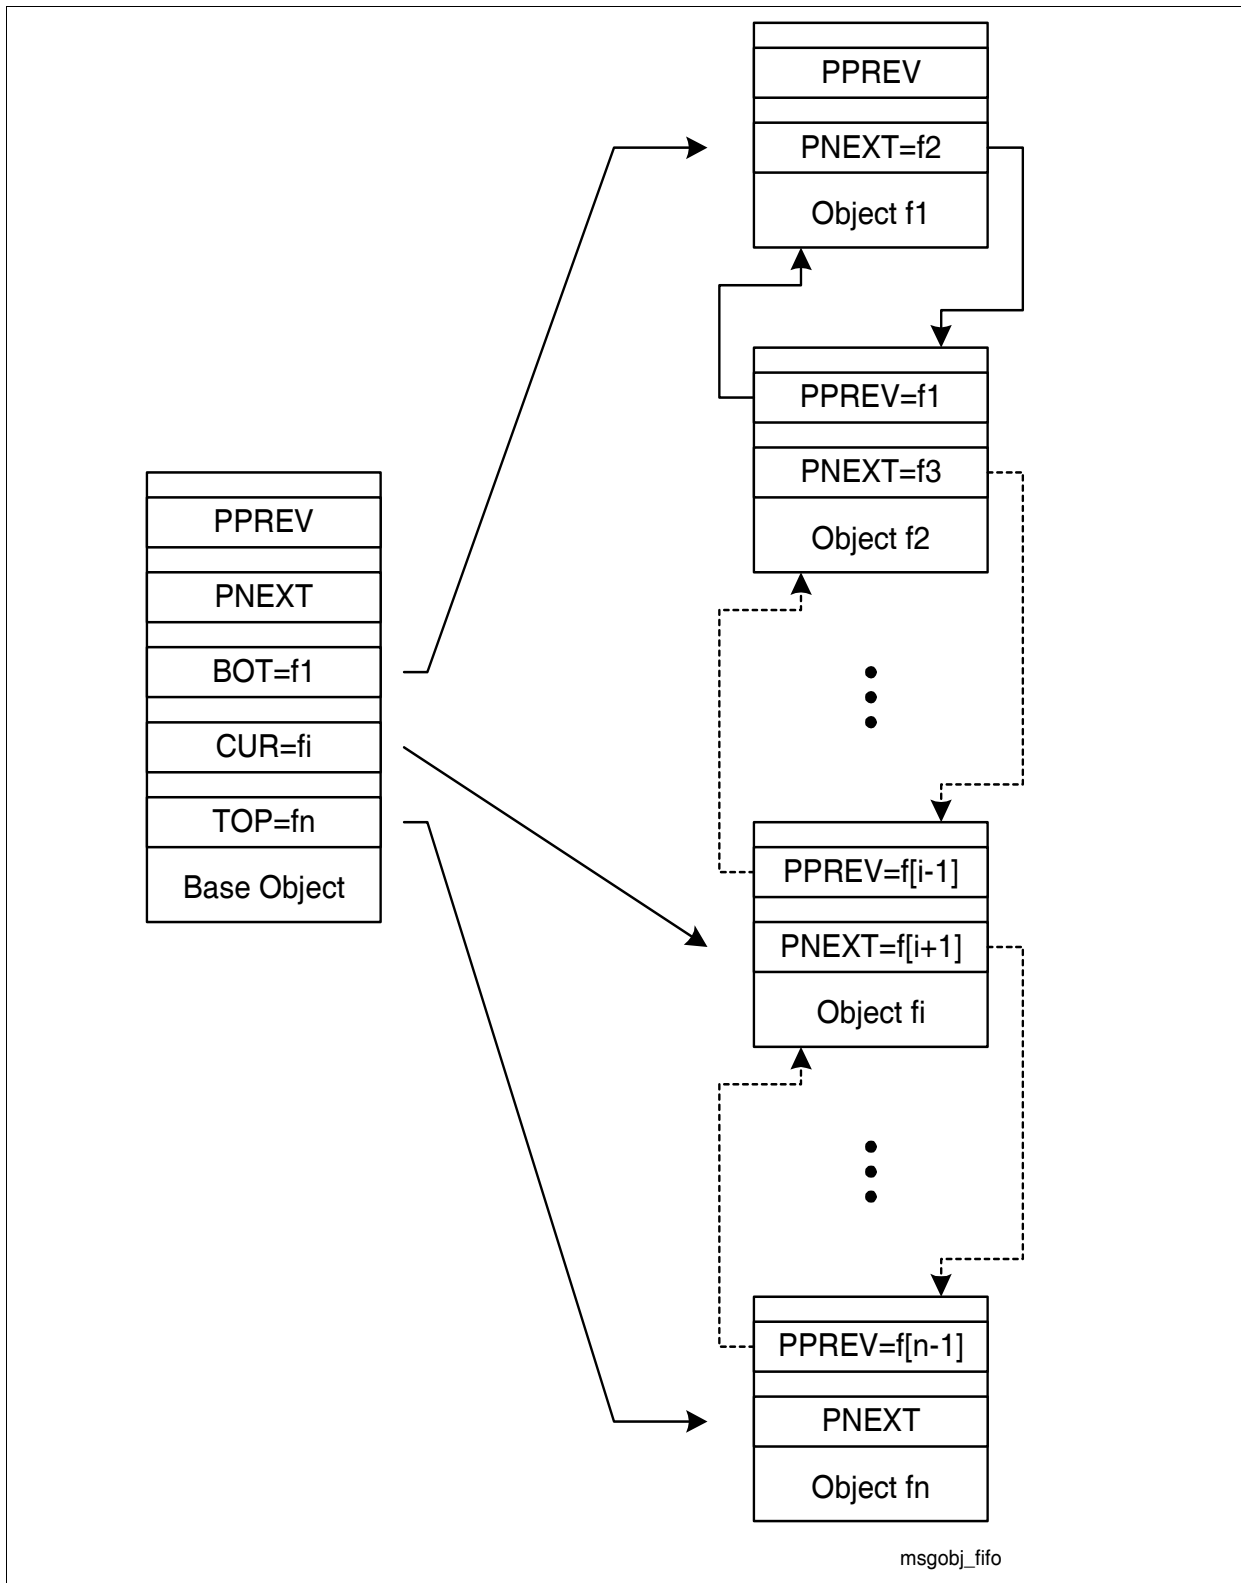 PPREV
PNEXT=f2
Object f1
PPREV=f1
PNEXT=f3
Object f2
PPREV
PNEXT
BOT=f1
CUR=fi
TOP=fn
Base Object
PPREV=f[i-1]
PNEXT=f[i+1]
Object fi
PPREV=f[n-1]
PNEXT
Object fn
msgobj_fifo